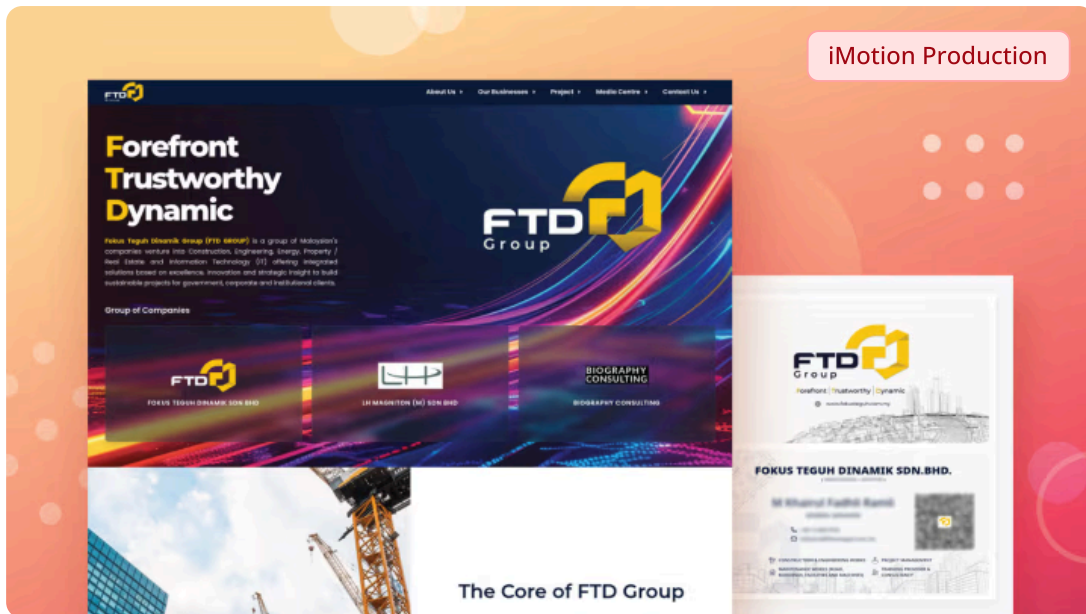 iMotion Production
FTD
About Us
Our Businesses
Project
Media Centre
Contact Us
Forefront
Trustworthy
Dynamic
FTD
Group
Fokus Teguh Dinamik Group (FTD GROUP) is a group of Malaysian's
companies venture into Construction, Engineering, Energy, Property /
Real Estate and Information Technology (IT) offering integrated
solutions based on excellence, innovation and strategic insight to build
sustainable projects for government, corporate and institutional clients.
Group of Companies
FTD
FOKUS TEGUH DINAMIK SDN BHD
LHP
LH MAGNITON (M) SDN BHD
BIOGRAPHY
CONSULTING
BIOGRAPHY CONSULTING
The Core of FTD Group
FTD
Group
Forefront | Trustworthy | Dynamic
FOKUS TEGUH DINAMIK SDN.BHD.
CONSTRUCTION & ENGINEERING WORKS
PROJECT MANAGEMENT